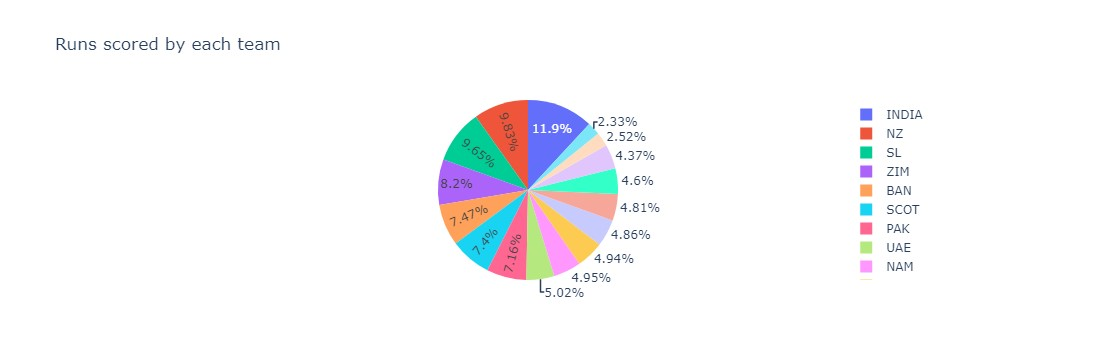 Runs scored by each team
11.9%
2.33%
2.52%
4.37%
4.6%
4.81%
4.86%
4.94%
4.95%
5.02%
7.16%
7.4%
7.47%
8.2%
9.65%
9.83%
INDIA
NZ
SL
ZIM
BAN
SCOT
PAK
UAE
NAM